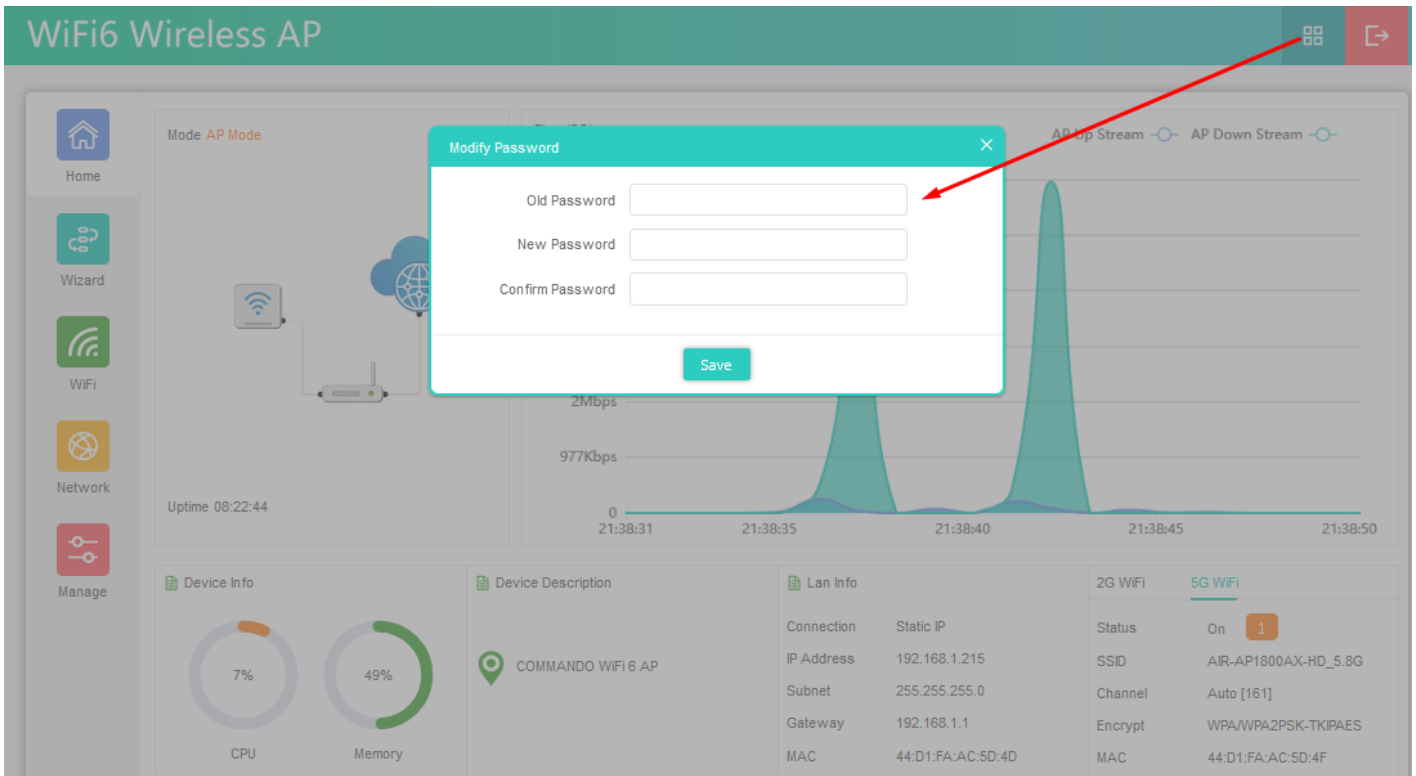 WiFi6 Wireless AP
Home
Wizard
WiFi
Network
Manage
Mode AP Mode
Uptime 08:22:44
AP Up Stream
AP Down Stream
Modify Password
Old Password
New Password
Confirm Password
Save
2Mbps
977Kbps
0
21:38:31 21:38:35 21:38:40 21:38:45 21:38:50
Device Info
7%
49%
CPU
Memory
Device Description
COMMANDO WiFi 6 AP
Lan Info
Connection Static IP
IP Address 192.168.1.215
Subnet 255.255.255.0
Gateway 192.168.1.1
MAC 44:D1:FA:AC:5D:4D
2G WiFi 5G WiFi
Status On 1
SSID AIR-AP1800AX-HD_5.8G
Channel Auto [161]
Encrypt WPA/WPA2PSK-TKIPAES
MAC 44:D1:FA:AC:5D:4F